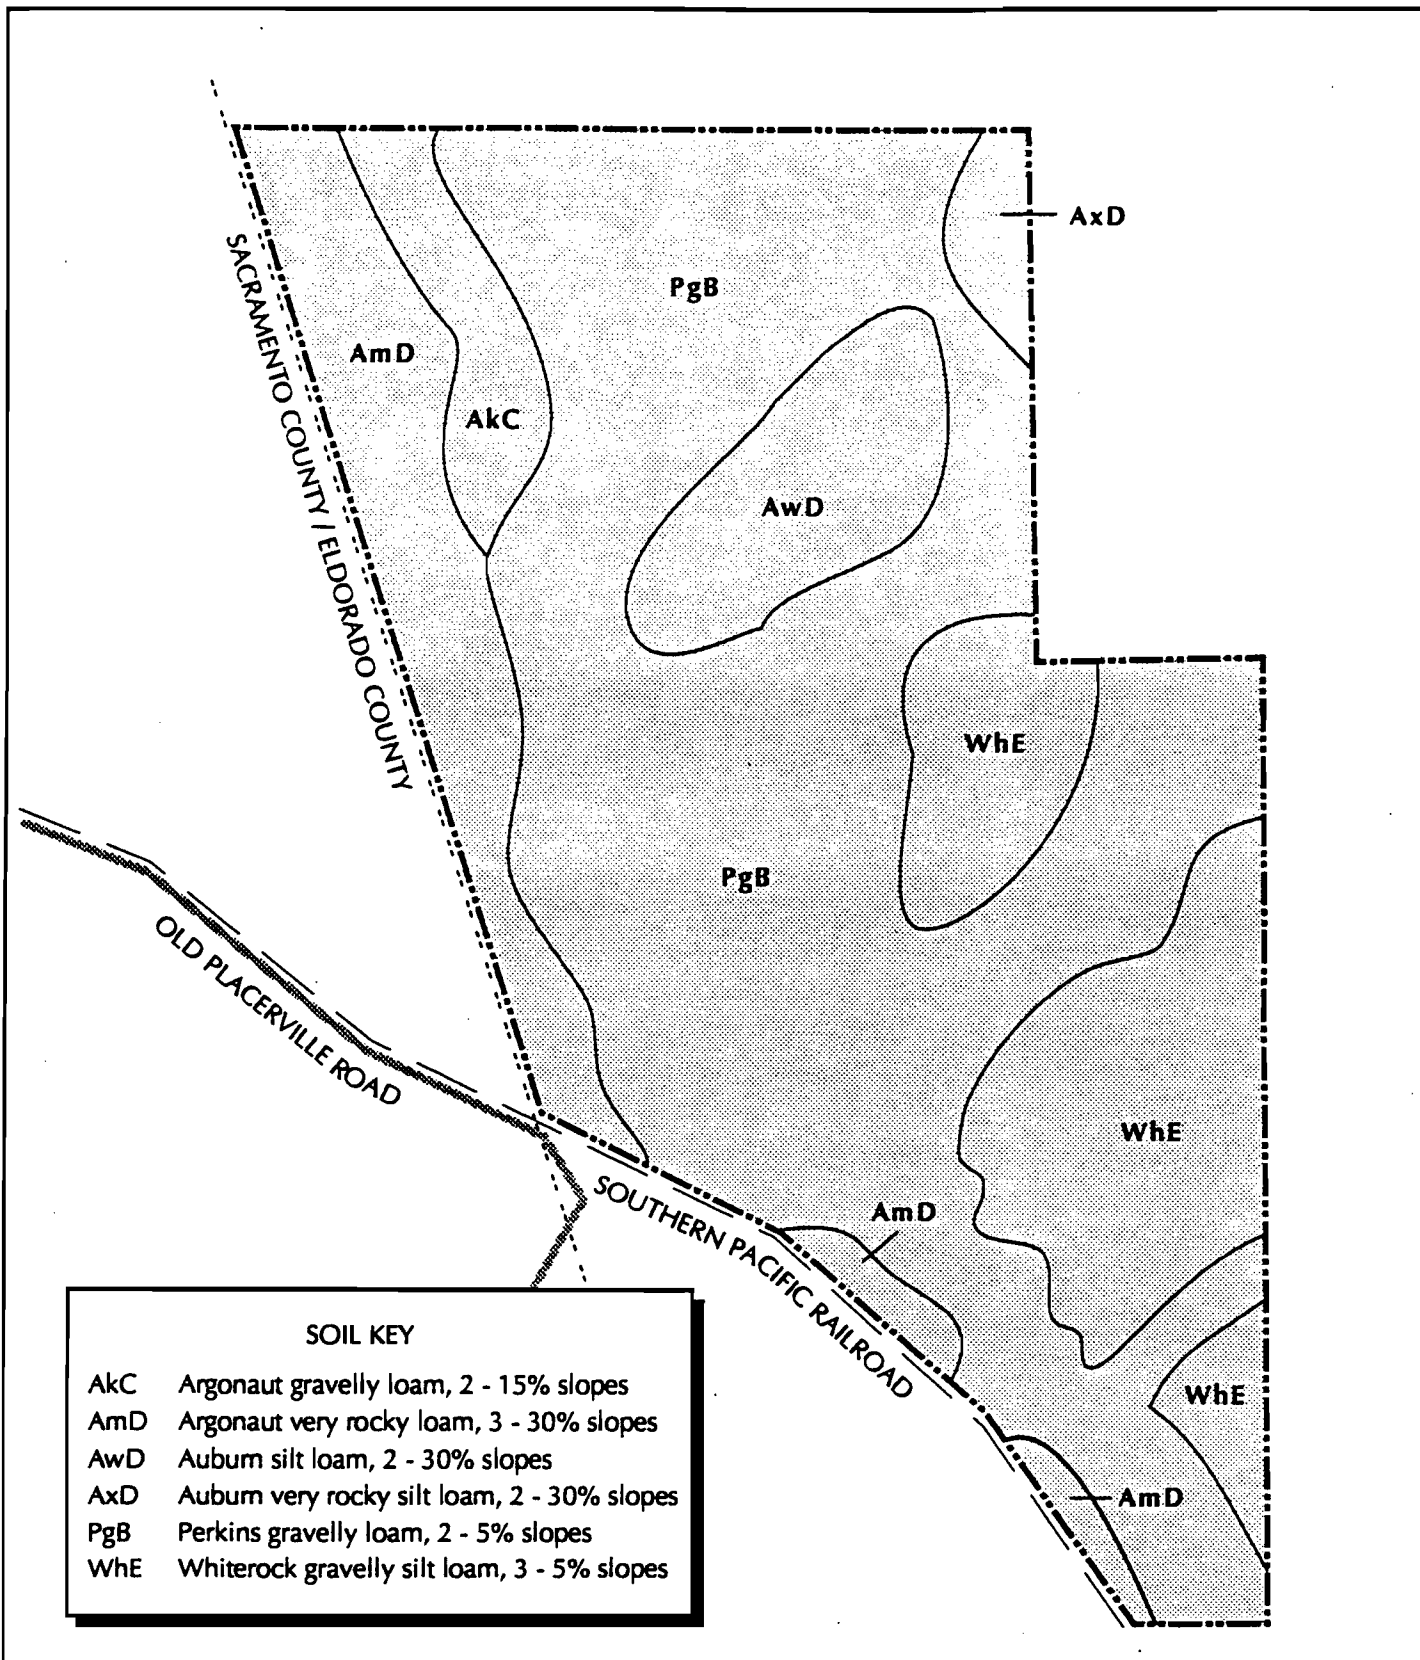 AxD
PgB
SACRAMENTO COUNTY / ELDORADO COUNTY
AmD
AkC
AwD
WhE
PgB
OLD PLACERVILLE ROAD
WhE
SOUTHERN PACIFIC RAILROAD
AmD
WhE
AmD
SOIL KEY
AkC Argonaut gravelly loam, 2 - 15% slopes
AmD Argonaut very rocky loam, 3 - 30% slopes
AwD Auburn silt loam, 2 - 30% slopes
AxD Auburn very rocky silt loam, 2 - 30% slopes
PgB Perkins gravelly loam, 2 - 5% slopes
WhE Whiterock gravelly silt loam, 3 - 5% slopes